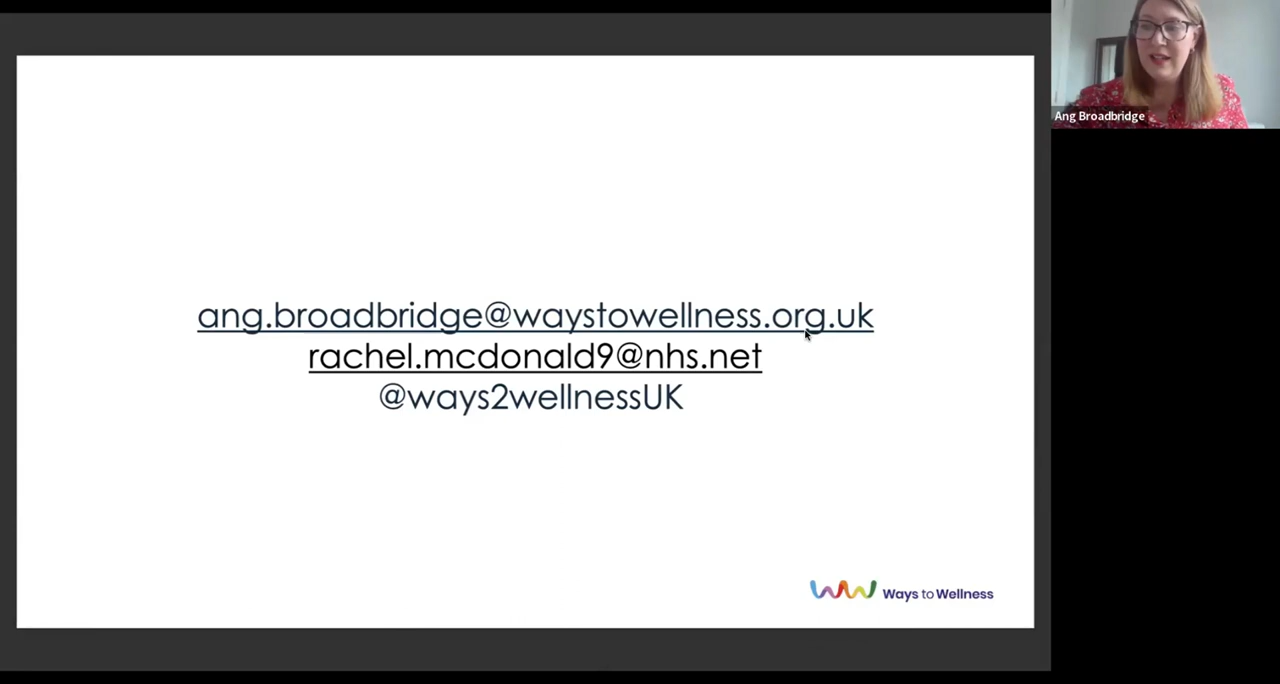 ang.broadbridge@waystowellness.org.uk
rachel.mcdonald9@nhs.net
@ways2wellnessUK
Ways to Wellness
Ang Broadbridge